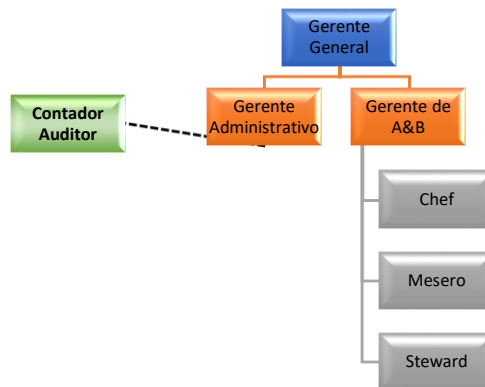 Gerente
General
Contador
Auditor
Gerente
Administrativo
Gerente de
A&B
Chef
Mesero
Steward